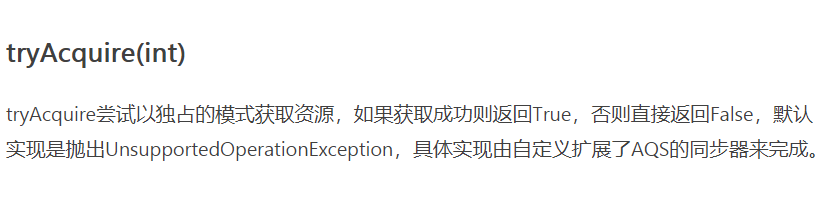 tryAcquire(int)
tryAcquire尝试以独占的模式获取资源，如果获取成功则返回True，否则直接返回False，默认
实现是抛出UnsupportedOperationException，具体实现由自定义扩展了AQS的同步器来完成。